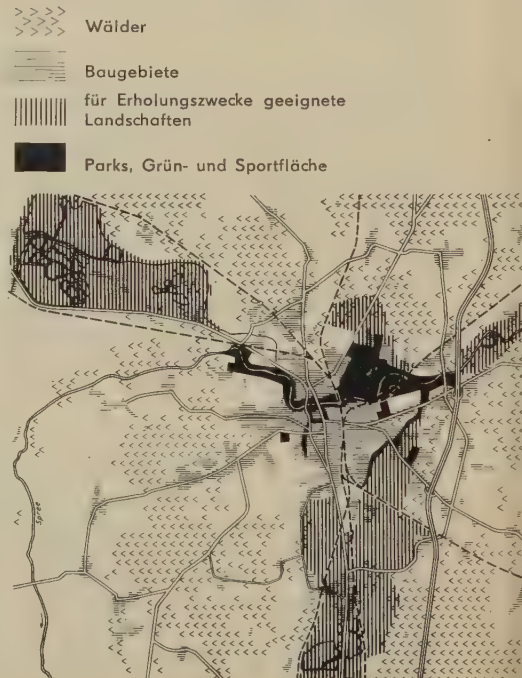 Wälder
Baugebiete
für Erholungszwecke geeignete
Landschaften
Parks, Grün- und Sportfläche
Spree